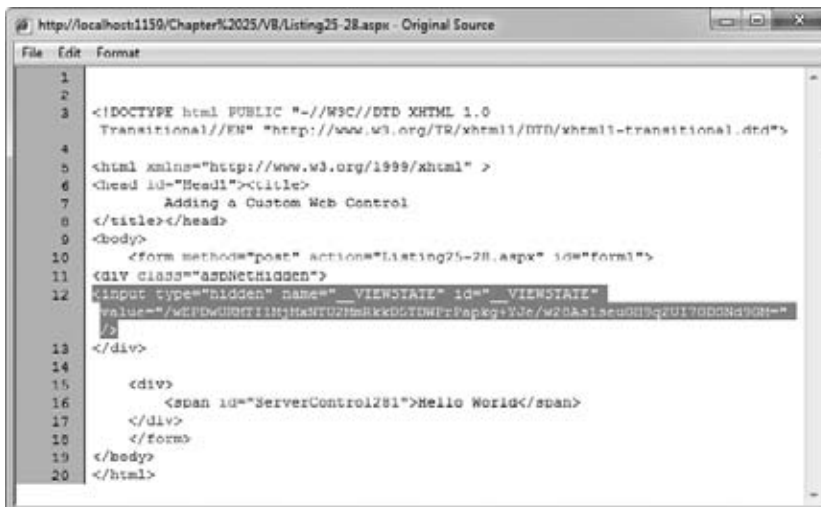 http://localhost:1159/Chapter%2025/VB/Listing25-28.aspx - Original Source
File Edit Format
1
2
3 <!DOCTYPE html PUBLIC "-//W3C//DTD XHTML 1.0
Transitional//EN" "http://www.w3.org/TR/xhtml1/DTD/xhtml1-transitional.dtd">
4
5 <html xmlns="http://www.w3.org/1999/xhtml" >
6 <head id="Head1"><title>
7 Adding a Custom Web Control
8 </title></head>
9 <body>
10 <form method="post" action="Listing25-28.aspx" id="form1">
11 <div class="aspNetHidden">
12 <input type="hidden" name="__VIEWSTATE" id="__VIEWSTATE"
/>
13 </div>
14
15 <div>
16 <span id="ServerControl281">Hello World</span>
17 </div>
18 </form>
19 </body>
20 </html>